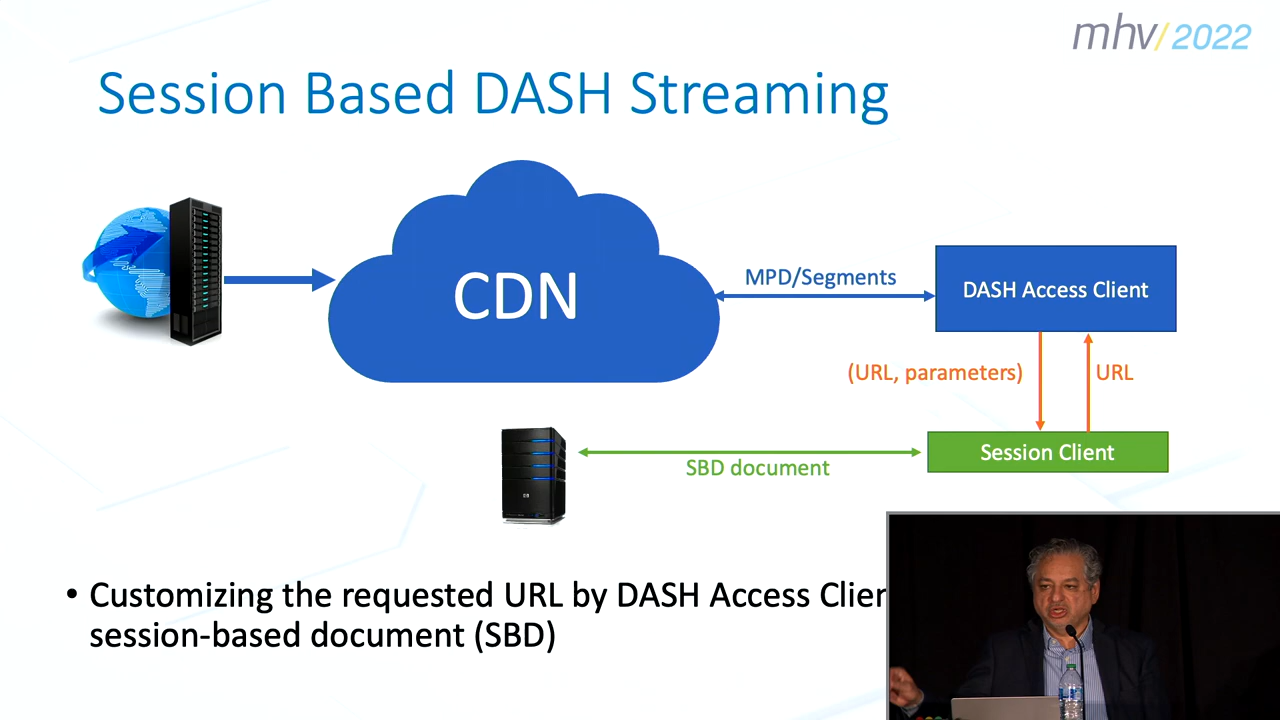 mhv/2022
Session Based DASH Streaming
CDN
MPD/Segments
DASH Access Client
(URL, parameters)
URL
Session Client
SBD document
• Customizing the requested URL by DASH Access
session-based document (SBD)